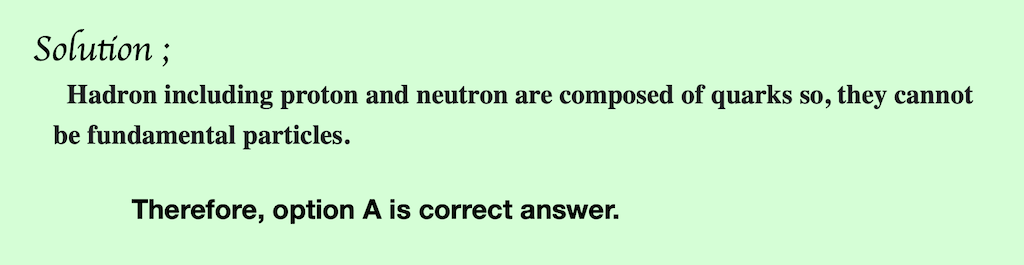 Solution ;
Hadron including proton and neutron are composed of quarks so, they cannot
be fundamental particles.
Therefore, option A is correct answer.